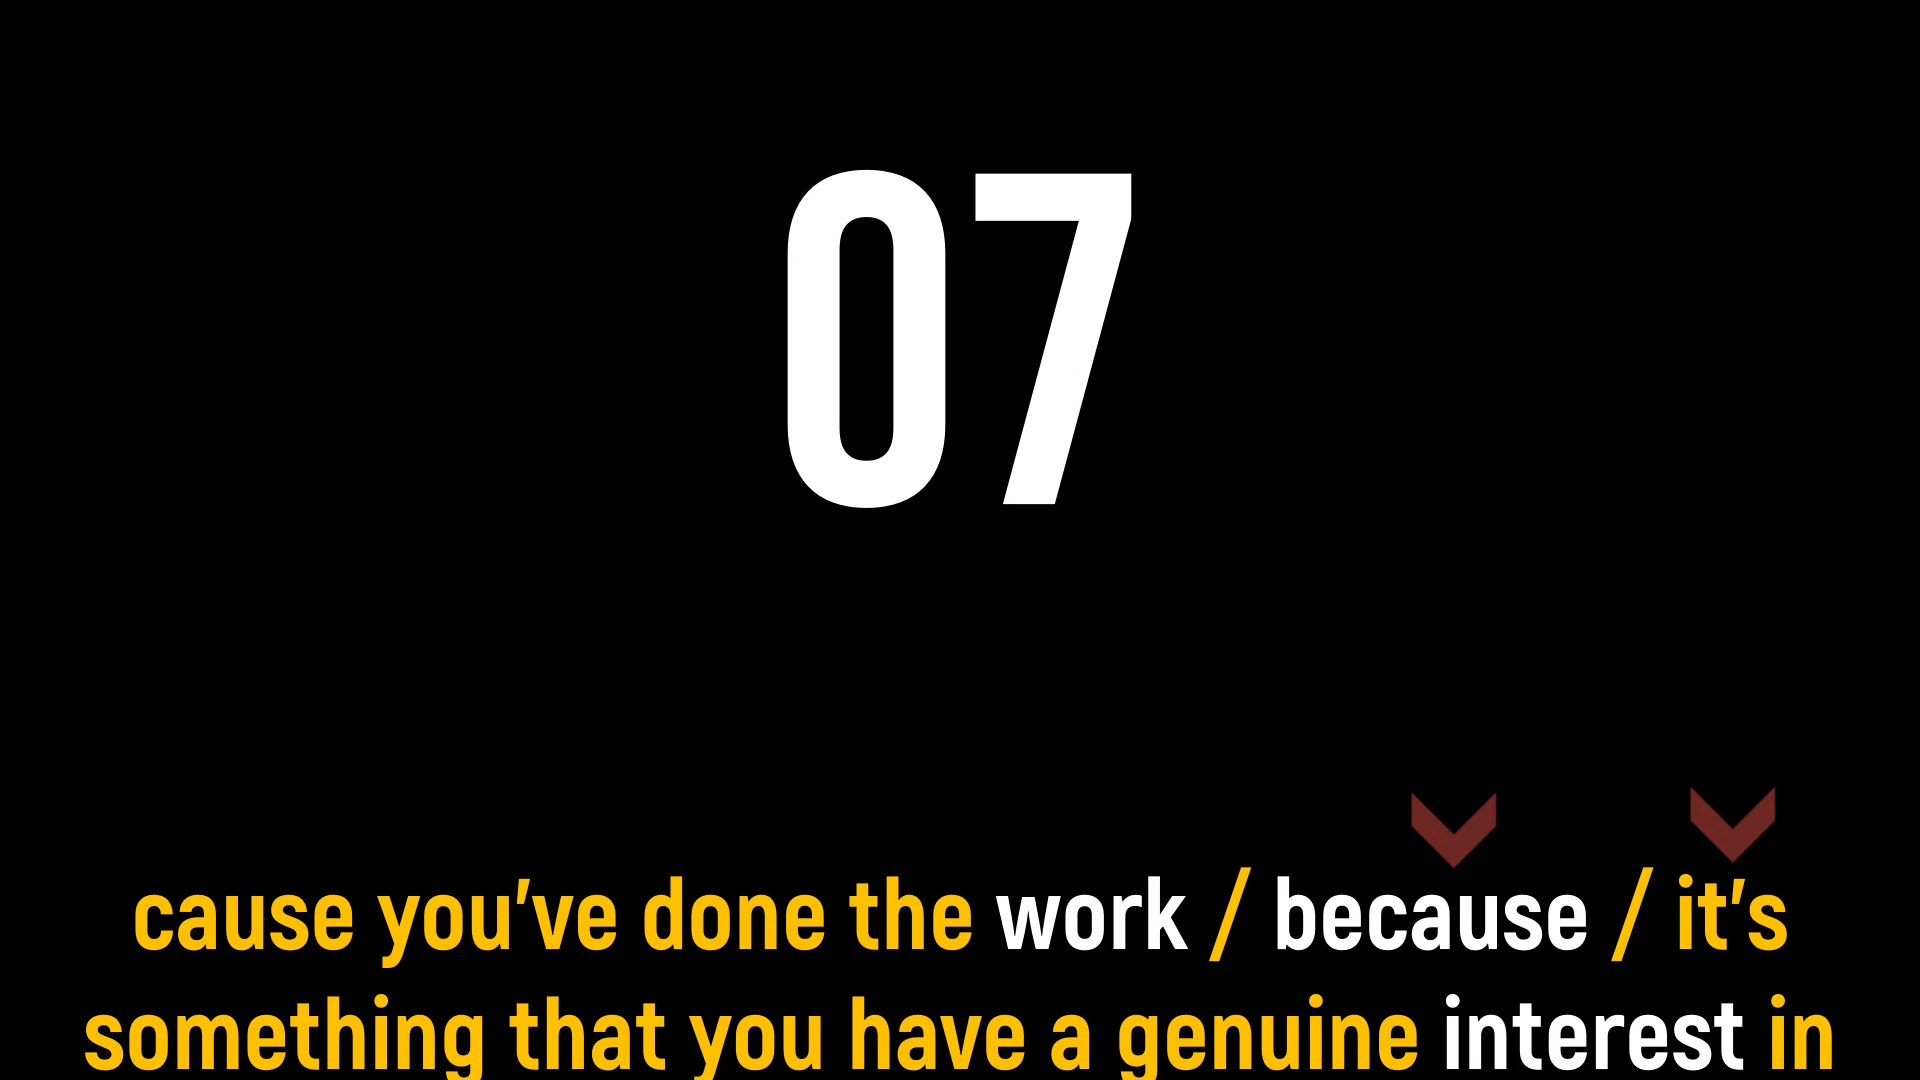 07
cause you've done the work / because / it's
something that you have a genuine interest in